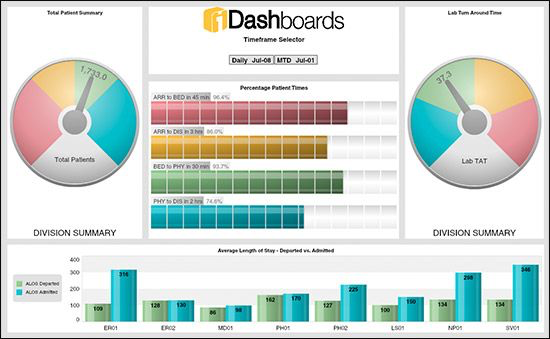 Total Patient Summary
iDashboards
Timeframe Selector
Daily Jul-08 MTD Jul-01
Lab Turn Around Time
1,733.0
Total Patients
DIVISION SUMMARY
Percentage Patient Times
ARR to BED in 45 min 96.4%
ARR to DIS in 3 hrs 86.0%
BED to PHY in 30 min 93.7%
PHY to DIS in 2 hrs 74.6%
37.3
Lab TAT
DIVISION SUMMARY
Average Length of Stay - Departed vs. Admitted
ALOS Departed
ALOS Admitted
400
300
200
100
0
109 316 128 130 86 98 162 170 127 225 100 150 134 298 134 346
ER01 ER02 MD01 PH01 PH02 LS01 NP01 SV01